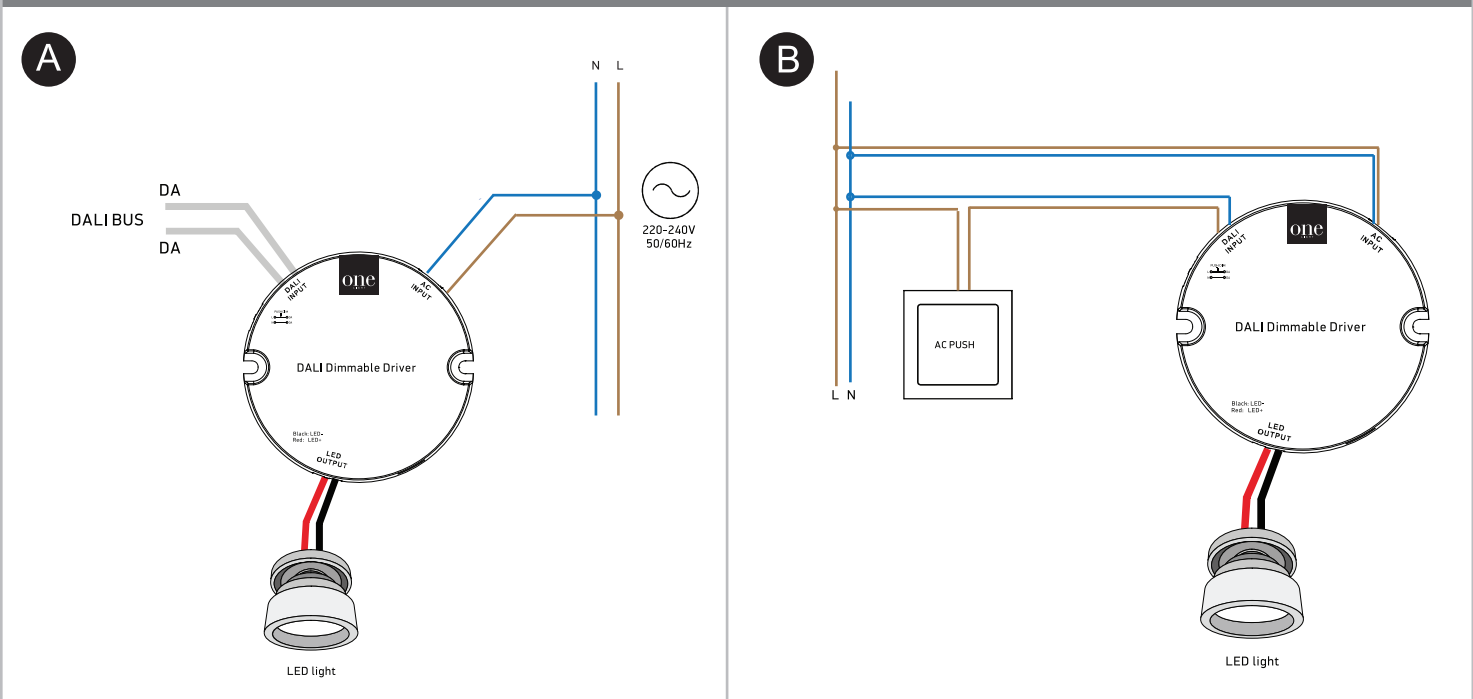 A
N L
DA
DALI BUS
DA
220-240V
50/60Hz
DALI
INPUT
one
LIGHT
AC
INPUT
DALI Dimmable Driver
Black: LED-
Red: LED+
LED
OUTPUT
LED light
B
L N
AC PUSH
DALI
INPUT
one
AC
INPUT
DALI Dimmable Driver
Black: LED-
Red: LED+
LED
OUTPUT
LED light